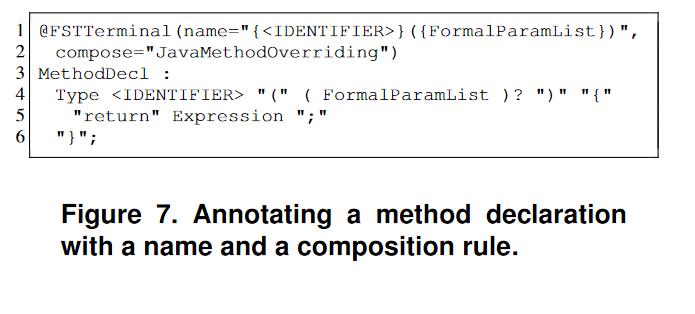 1 @FSTTerminal(name="{<IDENTIFIER>}({FormalParamList})",
2 compose="JavaMethodOverriding")
3 MethodDecl :
4 Type <IDENTIFIER> "(" ( FormalParamList )? ")" "{"
5 "return" Expression ";"
6 "}";
Figure 7. Annotating a method declaration
with a name and a composition rule.